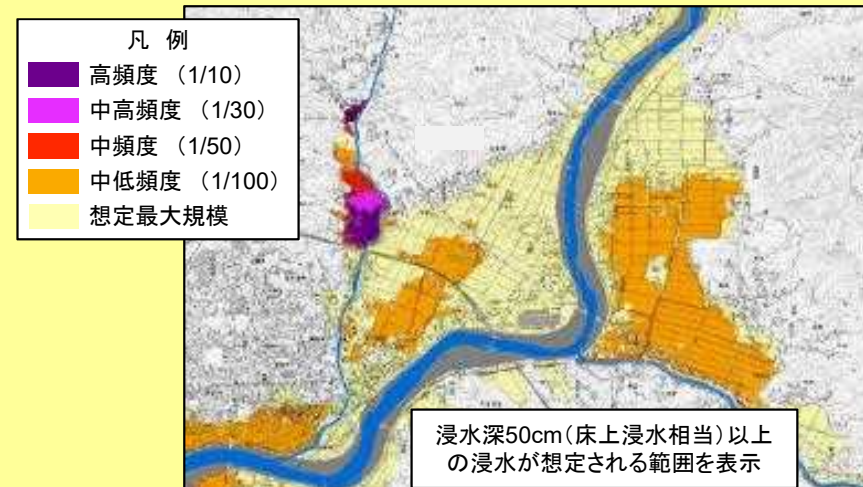 凡 例
高頻度 （1/10）
中高頻度 （1/30）
中頻度 （1/50）
中低頻度 （1/100）
想定最大規模
浸水深50cm（床上浸水相当）以上
の浸水が想定される範囲を表示